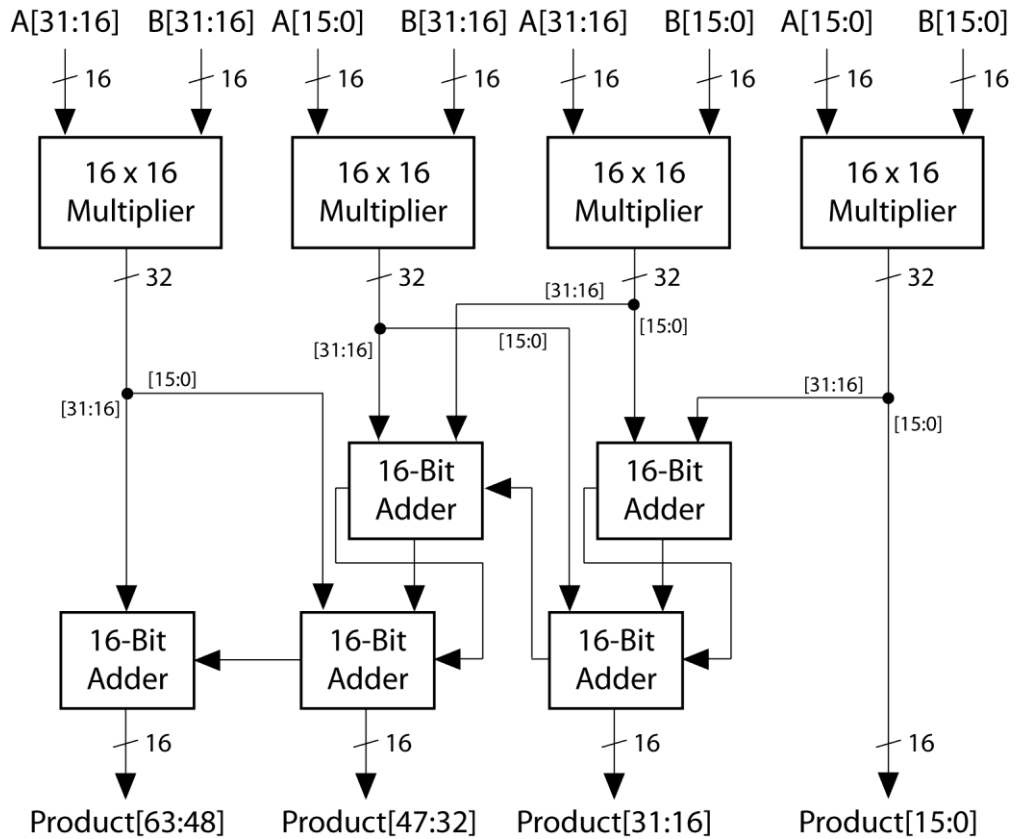 A[31:16] B[31:16] A[15:0] B[31:16] A[31:16] B[15:0] A[15:0] B[15:0]
16 16 16 16 16 16 16 16
16 x 16 16 x 16 16 x 16 16 x 16
Multiplier Multiplier Multiplier Multiplier
32 32 32 32
[31:16]
[15:0]
[31:16] [15:0]
[15:0] [31:16]
[31:16] [15:0]
16-Bit 16-Bit
Adder Adder
16-Bit 16-Bit 16-Bit
Adder Adder Adder
16 16 16 16
Product[63:48] Product[47:32] Product[31:16] Product[15:0]